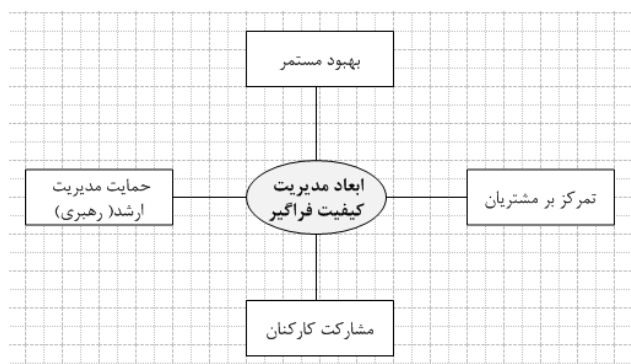 بهبود مستمر
حمایت مدیریت
ارشد( رهبری)
ابعاد مدیریت
کیفیت فراگیر
تمرکز بر مشتریان
مشارکت کارکنان